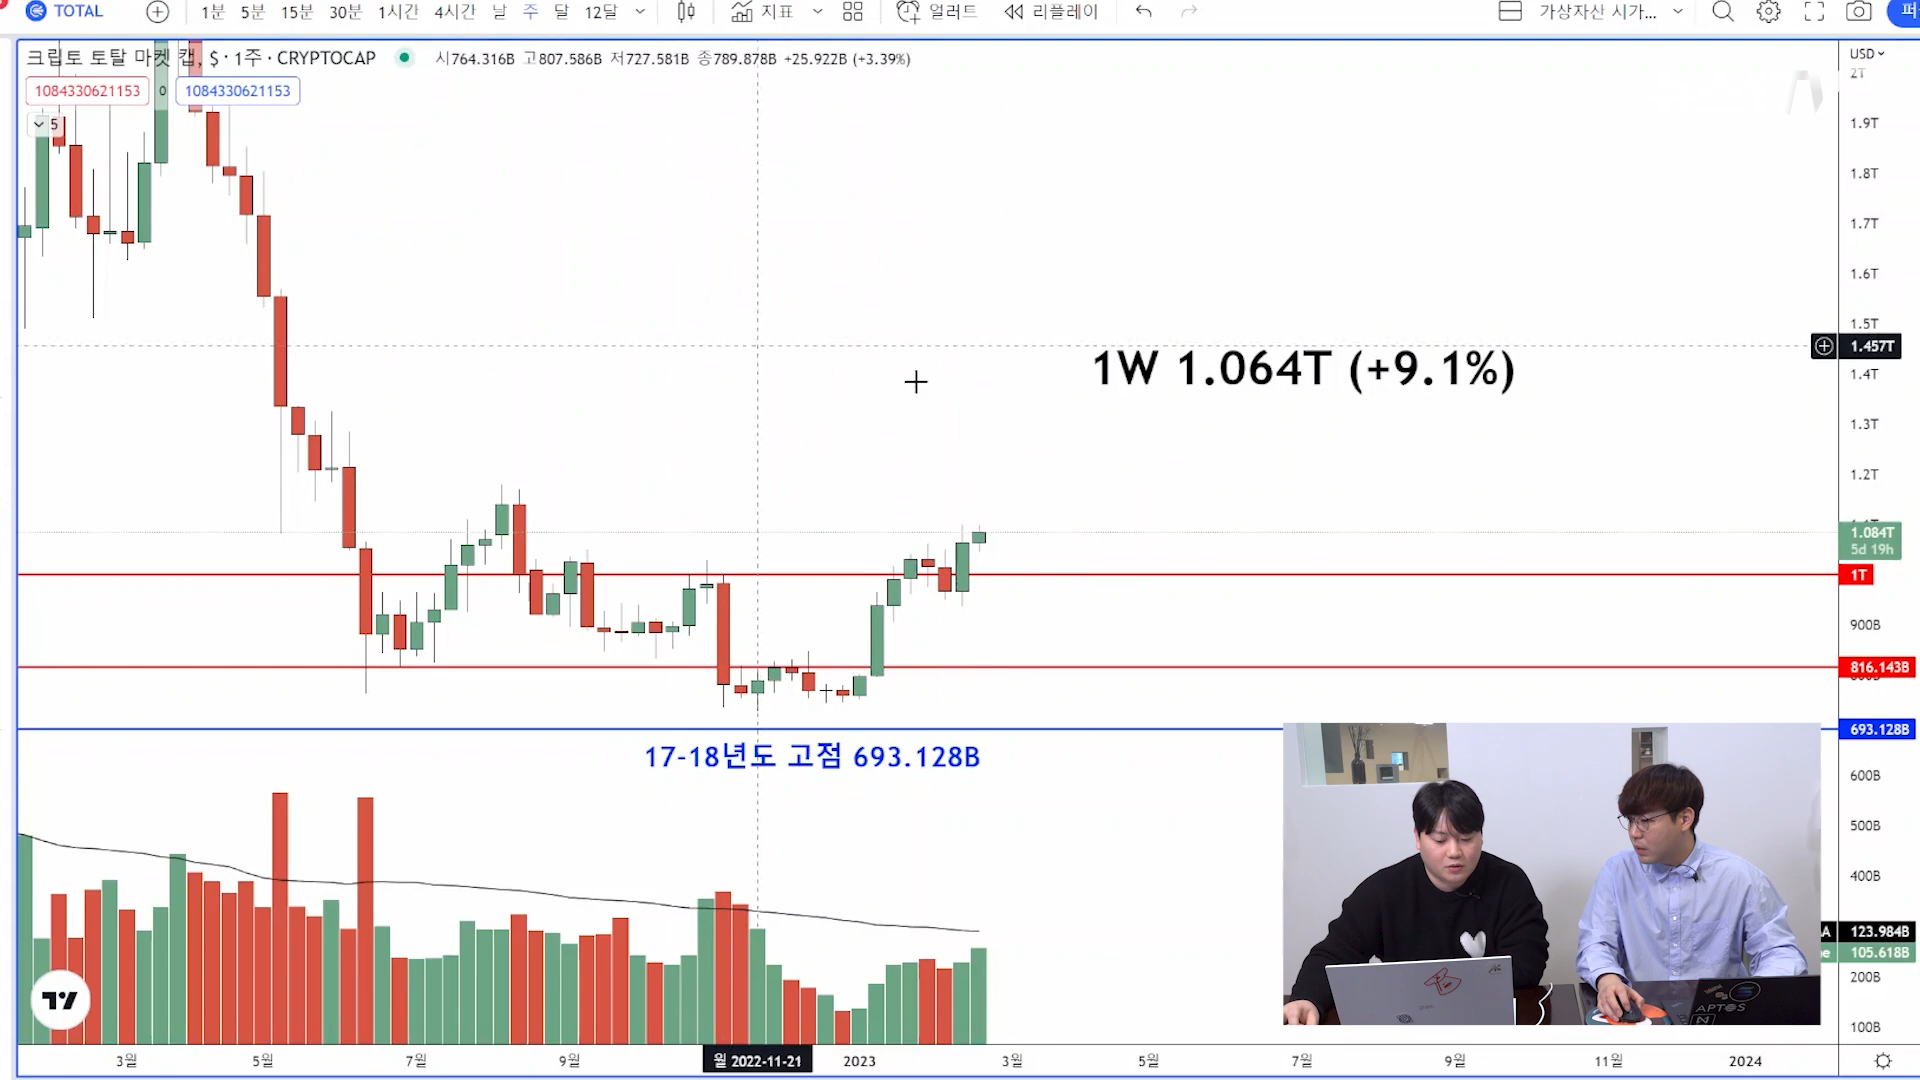 TOTAL 1분 5분 15분 30분 1시간 4시간 날 주 달 12달 지표 얼러트 리플레이 가상자산 시가...
크립토 토탈 마켓 캡, $ · 1주 · CRYPTOCAP 시764.316B 고807.586B 저727.581B 종789.878B +25.922B (+3.39%)
1084330621153 0 1084330621153
5
USD
2T
1.9T
1.8T
1.7T
1.6T
1.5T
1.457T
1.4T
1.3T
1.2T
1.084T
5d 19h
1T
900B
816.143B
693.128B
600B
500B
400B
123.984B
105.618B
200B
100B
1W 1.064T (+9.1%)
17-18년도 고점 693.128B
APTOS
3월 5월 7월 9월 월 2022-11-21 2023 3월 5월 7월 9월 11월 2024